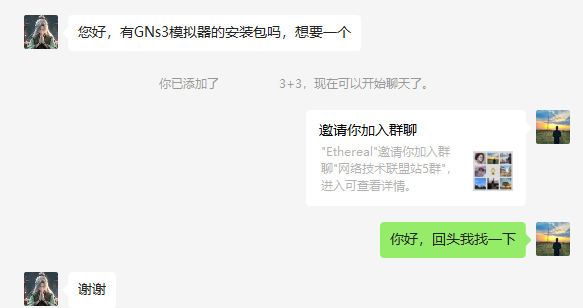 您好，有GNs3模拟器的安装包吗，想要一个
你已添加了 3+3，现在可以开始聊天了。
邀请你加入群聊
"Ethereal"邀请你加入群
聊"网络技术联盟站5群"，
进入可查看详情。
你好，回头我找一下
谢谢